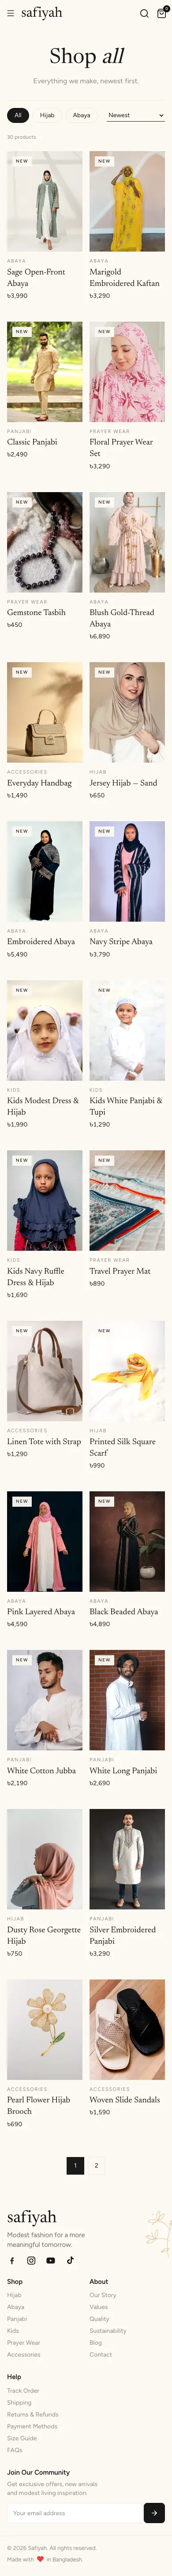 safiyah
0
Shop all
Everything we make, newest first.
All
Hijab
Abaya
Newest
30 products
NEW
NEW
ABAYA
Sage Open-Front
Abaya
৳3,990
ABAYA
Marigold
Embroidered Kaftan
৳3,290
NEW
NEW
PANJABI
Classic Panjabi
৳2,490
PRAYER WEAR
Floral Prayer Wear
Set
৳3,290
NEW
NEW
PRAYER WEAR
Gemstone Tasbih
৳450
ABAYA
Blush Gold-Thread
Abaya
৳6,890
NEW
NEW
ACCESSORIES
Everyday Handbag
৳1,490
HIJAB
Jersey Hijab — Sand
৳650
NEW
NEW
ABAYA
Embroidered Abaya
৳5,490
ABAYA
Navy Stripe Abaya
৳3,790
NEW
NEW
KIDS
Kids Modest Dress &
Hijab
৳1,990
KIDS
Kids White Panjabi &
Tupi
৳1,290
NEW
NEW
KIDS
Kids Navy Ruffle
Dress & Hijab
৳1,690
PRAYER WEAR
Travel Prayer Mat
৳890
NEW
NEW
ACCESSORIES
Linen Tote with Strap
৳1,290
HIJAB
Printed Silk Square
Scarf
৳990
NEW
NEW
ABAYA
Pink Layered Abaya
৳4,590
ABAYA
Black Beaded Abaya
৳4,890
NEW
NEW
PANJABI
White Cotton Jubba
৳2,190
PANJABI
White Long Panjabi
৳2,690
HIJAB
Dusty Rose Georgette
Hijab
৳750
PANJABI
Silver Embroidered
Panjabi
৳3,290
ACCESSORIES
Pearl Flower Hijab
Brooch
৳690
ACCESSORIES
Woven Slide Sandals
৳1,590
1
2
safiyah
Modest fashion for a more
meaningful tomorrow.
Shop
Hijab
Abaya
Panjabi
Kids
Prayer Wear
Accessories
About
Our Story
Values
Quality
Sustainability
Blog
Contact
Help
Track Order
Shipping
Returns & Refunds
Payment Methods
Size Guide
FAQs
Join Our Community
Get exclusive offers, new arrivals
and modest living inspiration.
Your email address
© 2026 Safiyah. All rights reserved
Made with ❤️ in Bangladesh.